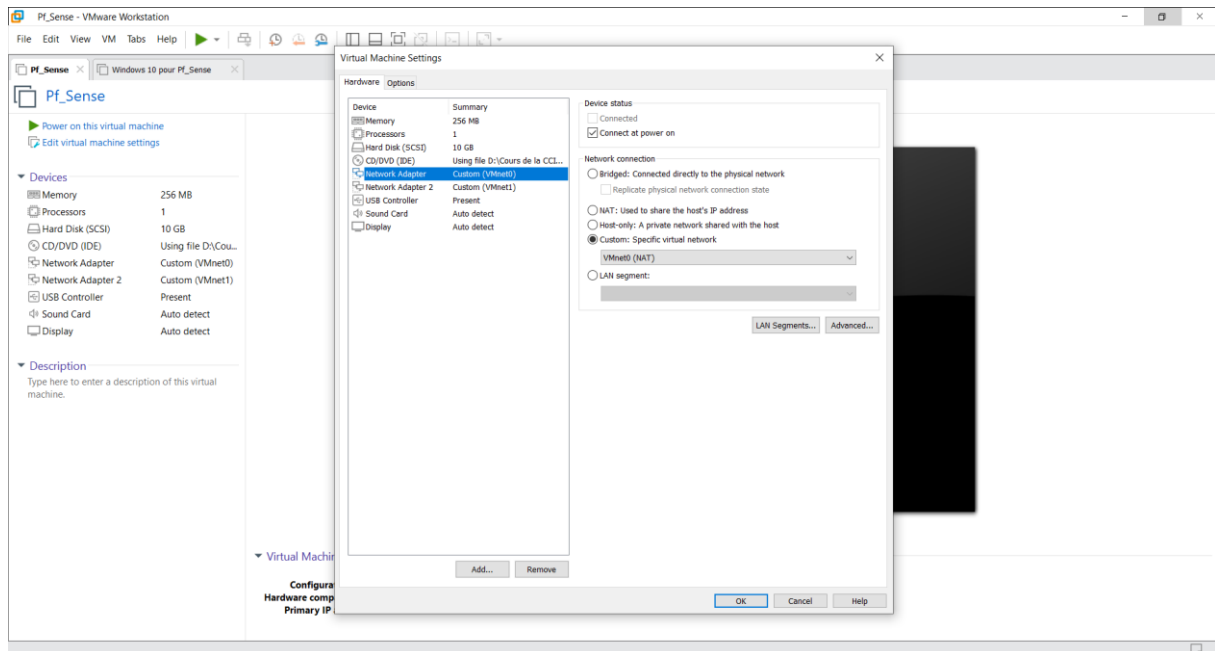 Pf_Sense - VMware Workstation
File Edit View VM Tabs Help
Pf_Sense
Windows 10 pour Pf_Sense
Pf_Sense
Power on this virtual machine
Edit virtual machine settings
Devices
Memory 256 MB
Processors 1
Hard Disk (SCSI) 10 GB
CD/DVD (IDE) Using file D:\Cou...
Network Adapter Custom (VMnet0)
Network Adapter 2 Custom (VMnet1)
USB Controller Present
Sound Card Auto detect
Display Auto detect
Description
Type here to enter a description of this virtual
machine.
Virtual Machin
Configura
Hardware comp
Primary IP
Virtual Machine Settings
Hardware Options
Device Summary
Memory 256 MB
Processors 1
Hard Disk (SCSI) 10 GB
CD/DVD (IDE) Using file D:\Cours de la CCI...
Network Adapter Custom (VMnet0)
Network Adapter 2 Custom (VMnet1)
USB Controller Present
Sound Card Auto detect
Display Auto detect
Add... Remove
Device status
Connected
Connect at power on
Network connection
Bridged: Connected directly to the physical network
Replicate physical network connection state
NAT: Used to share the host's IP address
Host-only: A private network shared with the host
Custom: Specific virtual network
VMnet0 (NAT)
LAN segment:
LAN Segments... Advanced...
OK Cancel Help